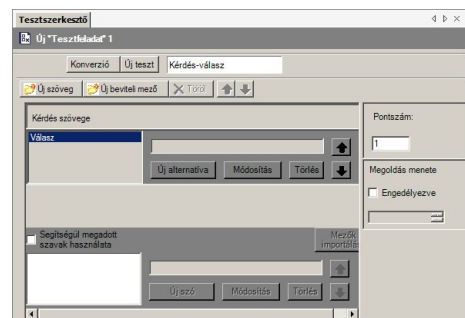 Tesztszerkesztő
Új "Tesztfeladat" 1
Konverzió Új teszt Kérdés-válasz
Új szöveg Új beviteli mező Töröl
Kérdés szövege
Pontszám:
Válasz
1
Új alternatíva Módosítás Törlés
Megoldás menete
Engedélyezve
Segítségül megadott
szavak használata
Mezők
importálás
Új szó Módosítás Törlés